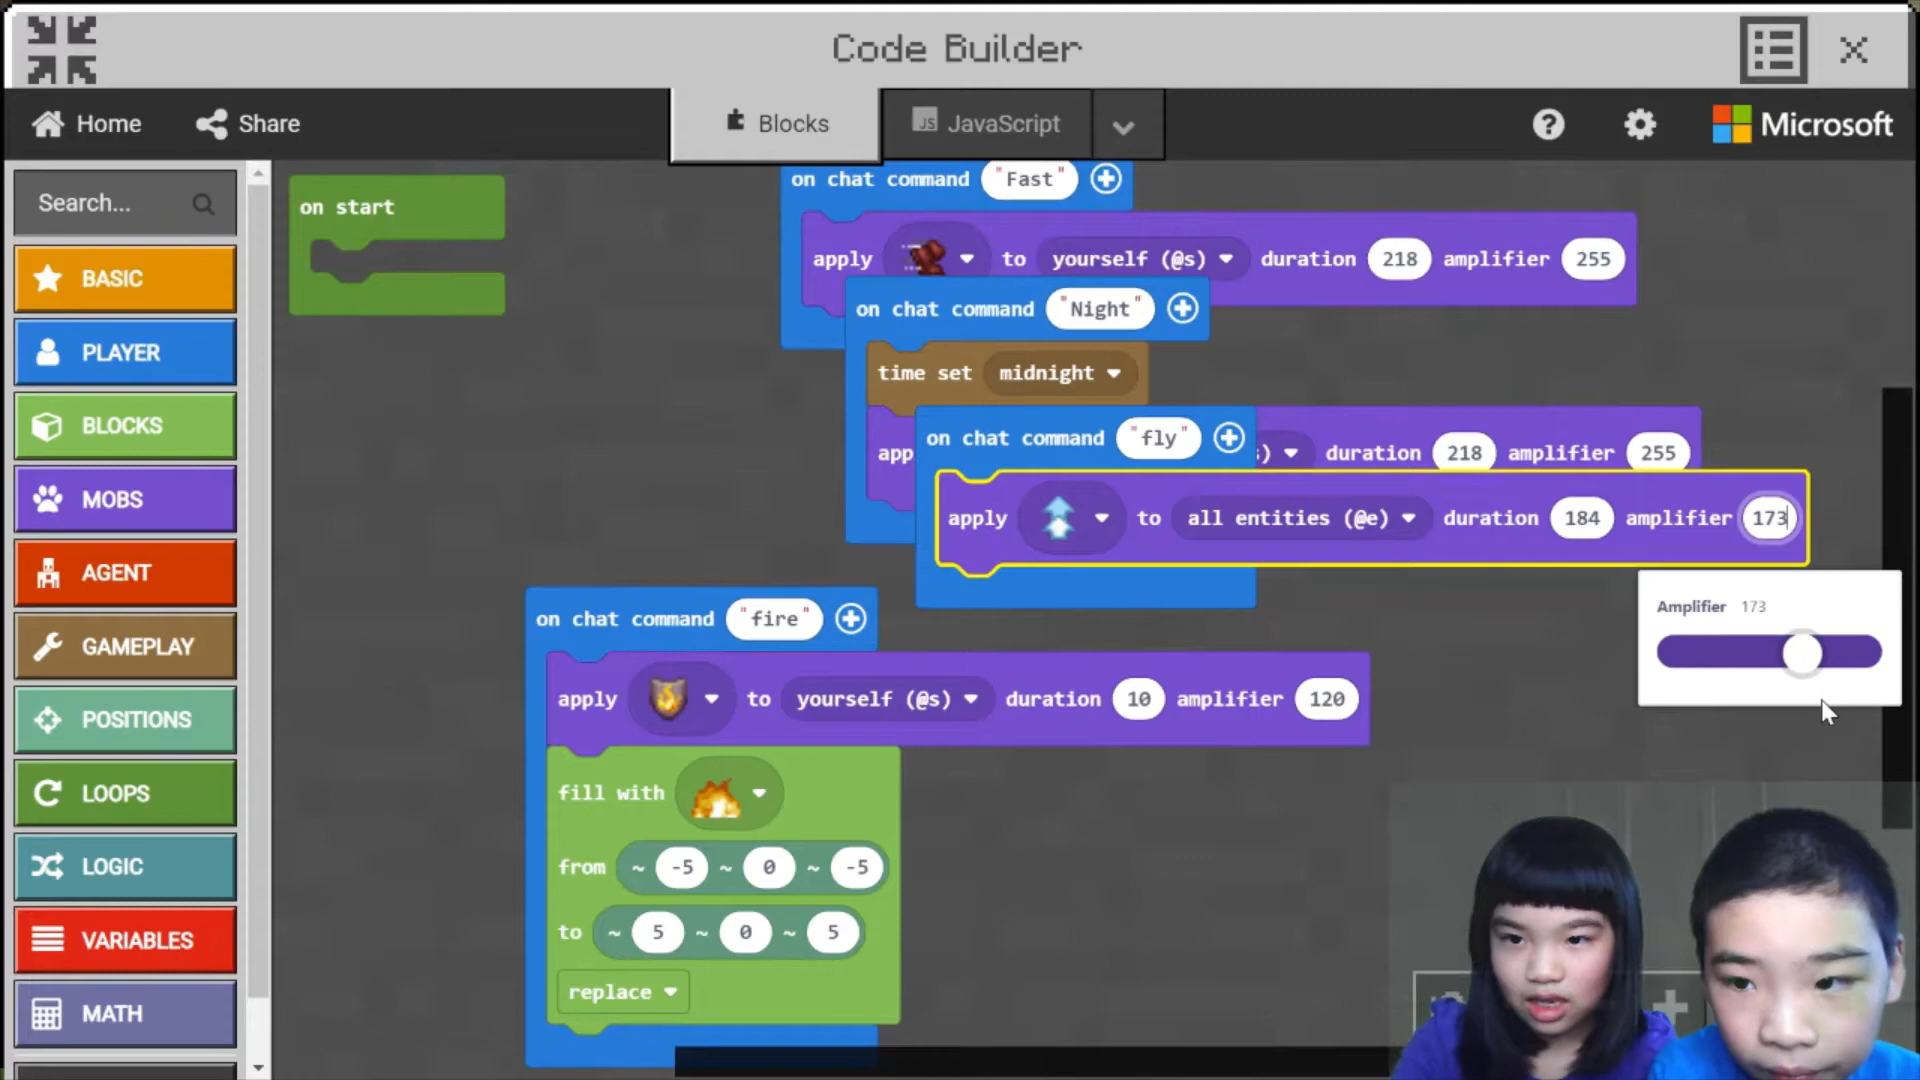 Code Builder
Home
Share
Blocks
JS JavaScript
Microsoft
Search...
BASIC
PLAYER
BLOCKS
MOBS
AGENT
GAMEPLAY
POSITIONS
LOOPS
LOGIC
VARIABLES
MATH
on start
on chat command "Fast"
apply to yourself (@s) duration 218 amplifier 255
on chat command "Night"
time set midnight
app s) duration 218 amplifier 255
on chat command "fly"
apply to all entities (@e) duration 184 amplifier 173
Amplifier 173
on chat command "fire"
apply to yourself (@s) duration 10 amplifier 120
fill with
from ~ -5 ~ 0 ~ -5
to ~ 5 ~ 0 ~ 5
replace